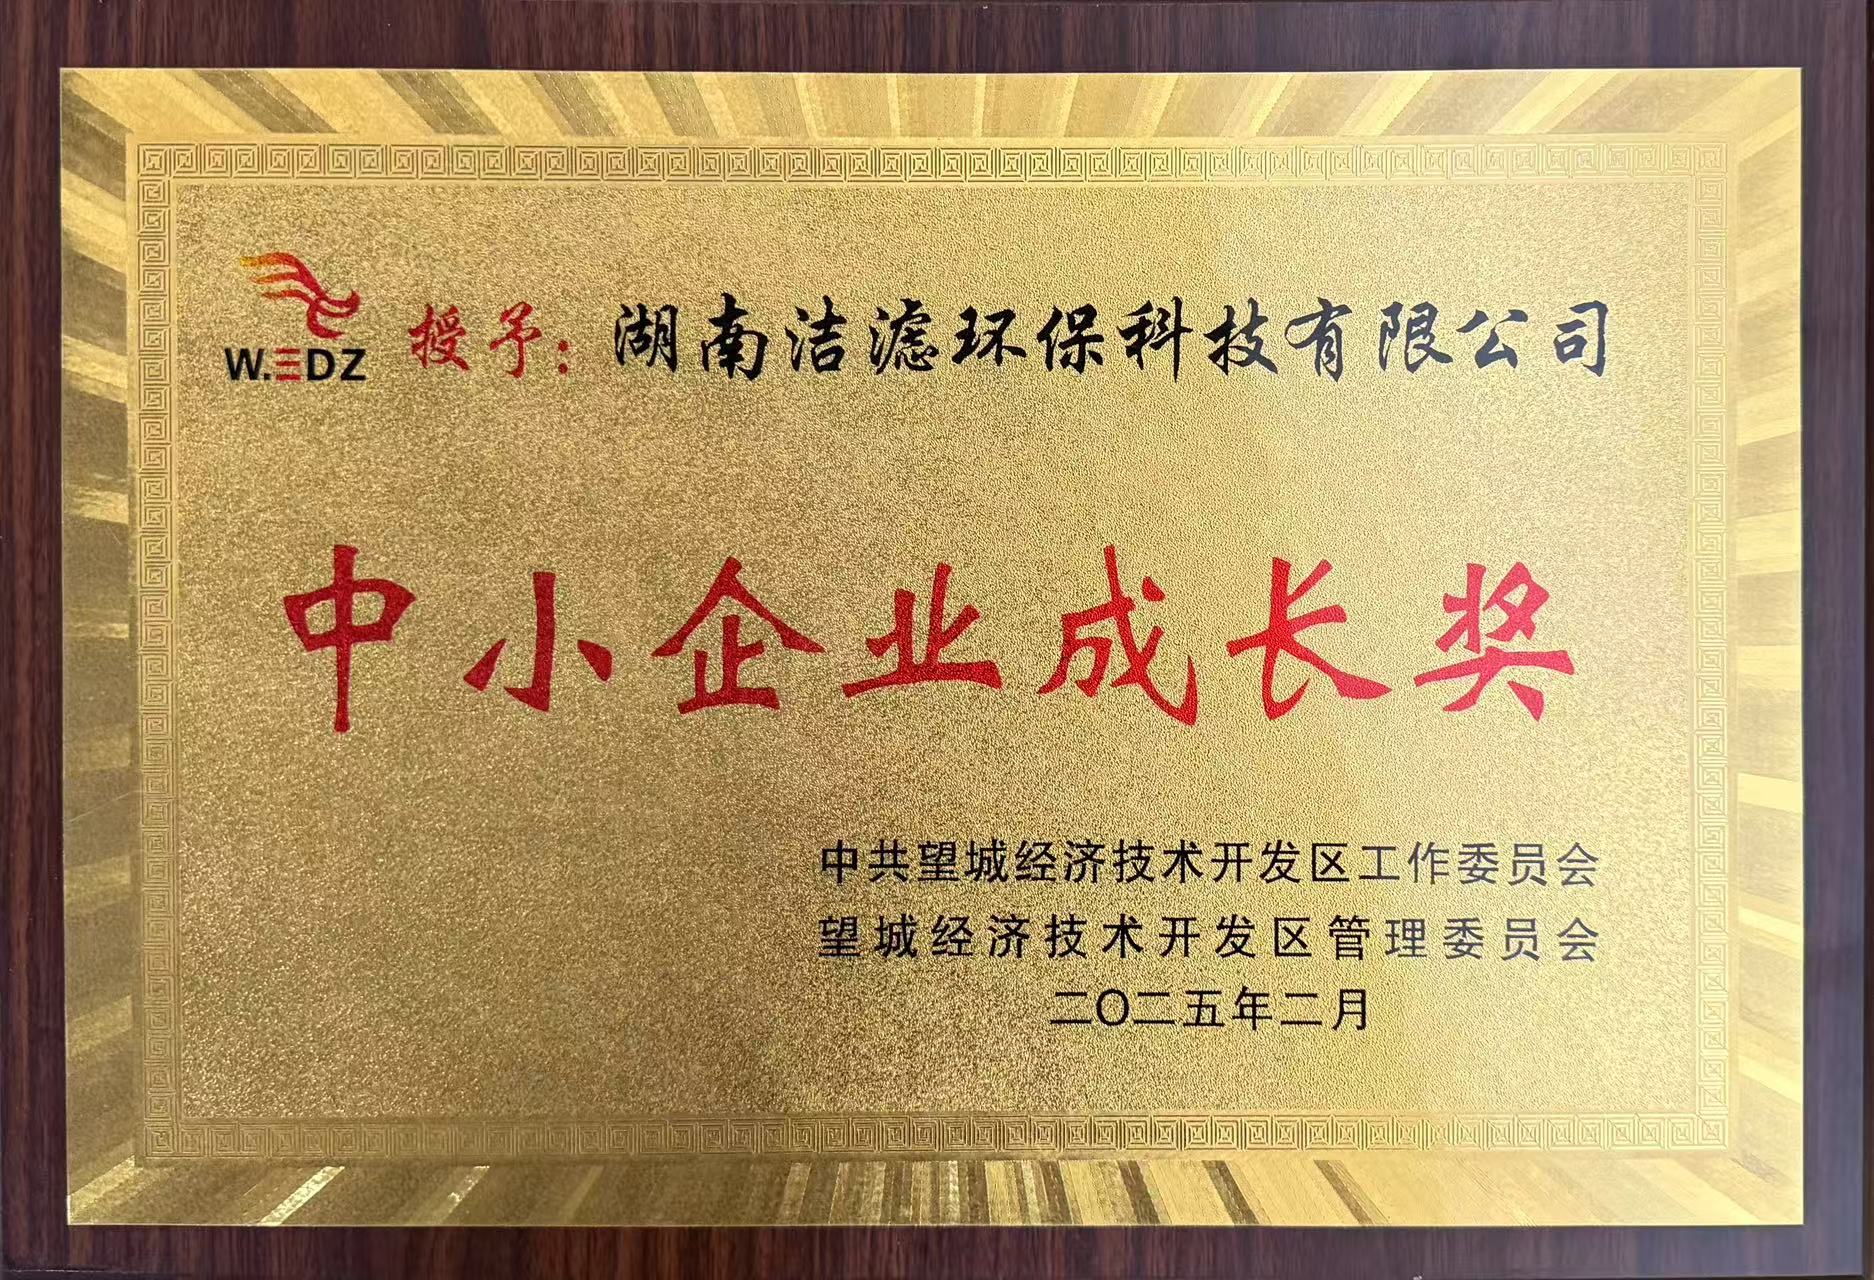 W.EDZ 授予：湖南洁滤环保科技有限公司
中小企业成长奖
中共望城经济技术开发区工作委员会
望城经济技术开发区管理委员会
二〇二五年二月